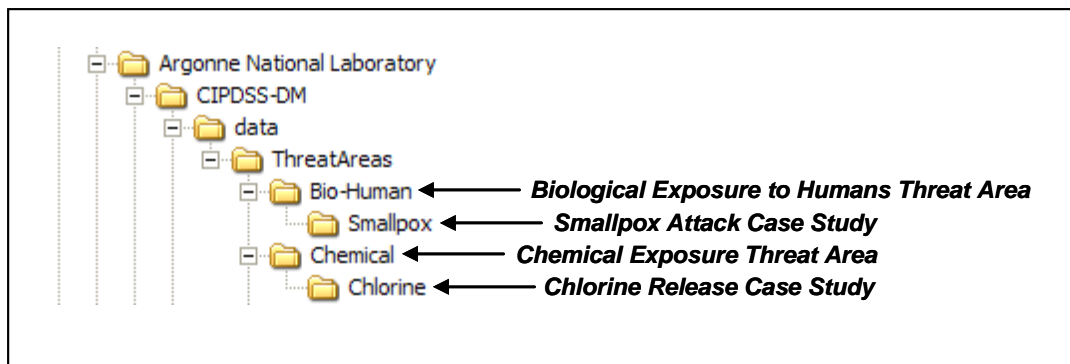 Argonne National Laboratory
CIPDSS-DM
data
ThreatAreas
Bio-Human Biological Exposure to Humans Threat Area
Smallpox Smallpox Attack Case Study
Chemical Chemical Exposure Threat Area
Chlorine Chlorine Release Case Study